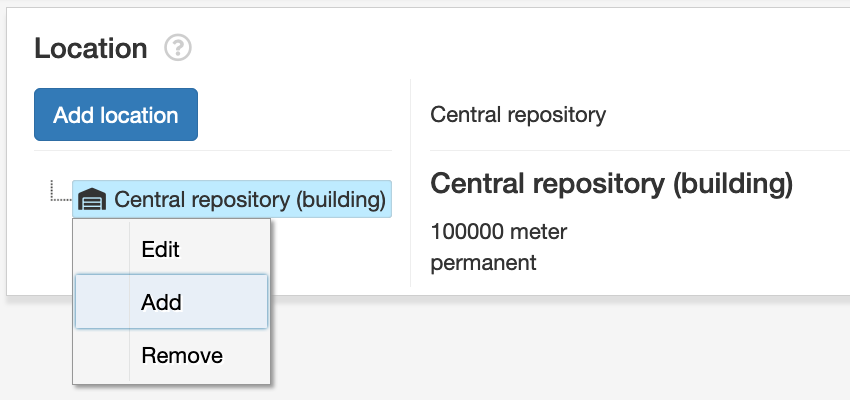 Location ?
Add location
Central repository (building)
Edit
Add
Remove
Central repository
Central repository (building)
100000 meter
permanent